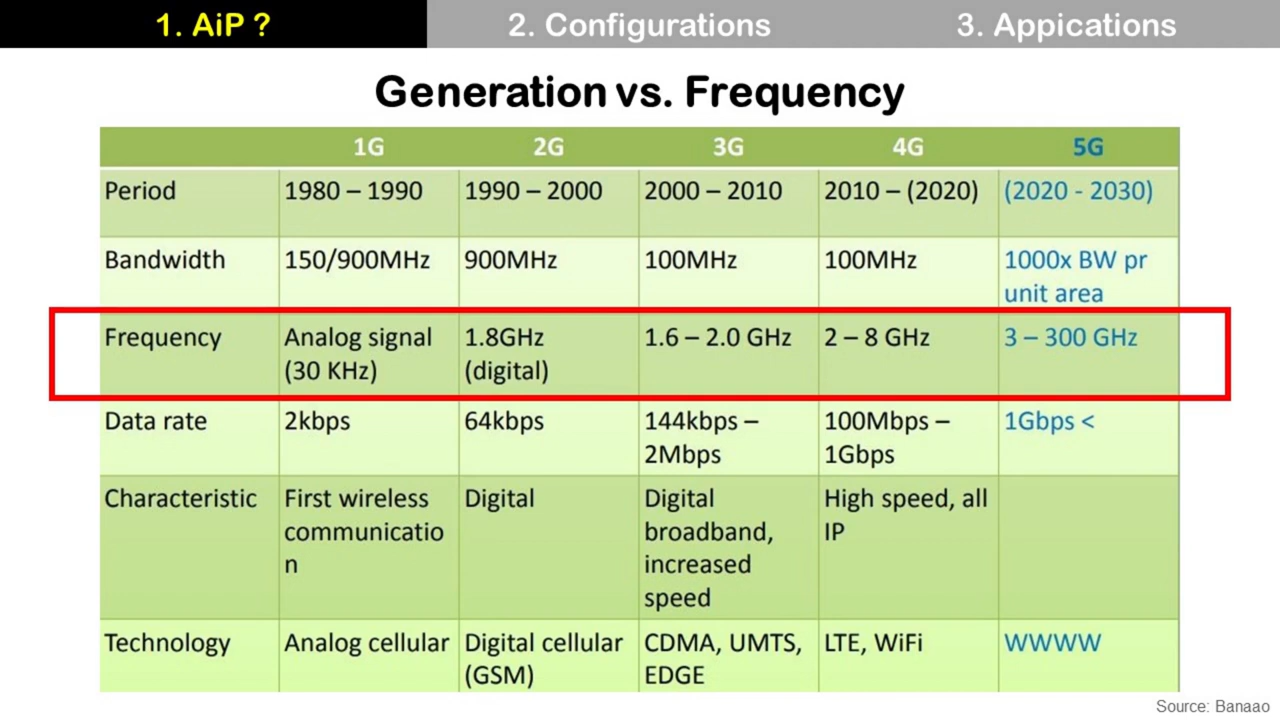 1. AiP ?
2. Configurations
3. Appications
Generation vs. Frequency
1G 2G 3G 4G 5G
Period 1980 – 1990 1990 – 2000 2000 – 2010 2010 – (2020) (2020 - 2030)
Bandwidth 150/900MHz 900MHz 100MHz 100MHz 1000x BW pr
unit area
Frequency Analog signal 1.8GHz 1.6 – 2.0 GHz 2 – 8 GHz 3 – 300 GHz
(30 KHz) (digital)
Data rate 2kbps 64kbps 144kbps – 100Mbps – 1Gbps <
2Mbps 1Gbps
Characteristic First wireless Digital Digital High speed, all
communicatio broadband, IP
n increased
speed
Technology Analog cellular Digital cellular CDMA, UMTS, LTE, WiFi WWWW
(GSM) EDGE
Source: Banaao